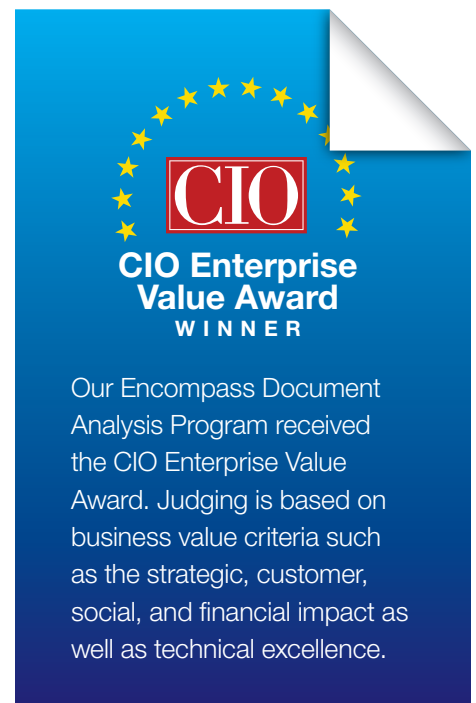 CIO
CIO Enterprise
Value Award
WINNER
Our Encompass Document
Analysis Program received
the CIO Enterprise Value
Award. Judging is based on
business value criteria such
as the strategic, customer,
social, and financial impact as
well as technical excellence.